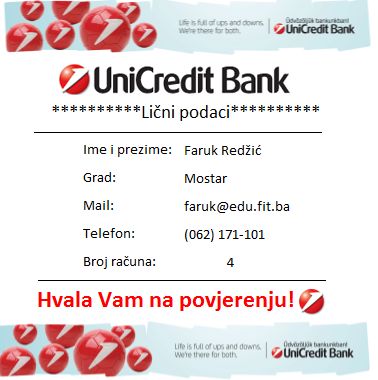 Life is full of ups and downs.
We're there for both.
Üdvözöljük bankunkban!
UniCredit Bank
UniCredit Bank
**********Lični podaci**********
Ime i prezime: Faruk Redžić
Grad: Mostar
Mail: faruk@edu.fit.ba
Telefon: (062) 171-101
Broj računa: 4
Hvala Vam na povjerenju!
Life is full of ups and downs.
We're there for both.
Üdvözöljük bankunkban!
UniCredit Bank